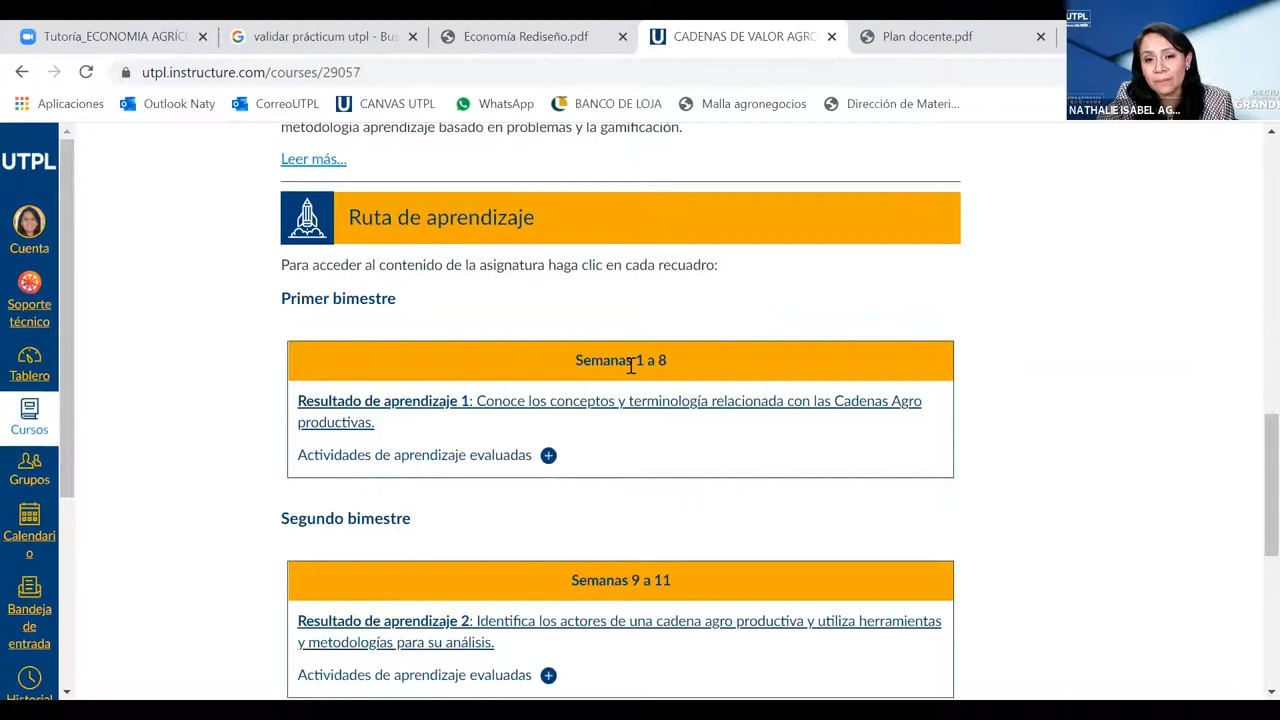 Tutoría_ECONOMIA AGRÍC
validar prácticum utpl - Bus
Economía Rediseño.pdf
CADENAS DE VALOR AGRO
Plan docente.pdf
utpl.instructure.com/courses/29057
Aplicaciones
Outlook Naty
CorreoUTPL
CANVAS UTPL
WhatsApp
BANCO DE LOJA
Malla agronegocios
Dirección de Materi...
UTPL
DECID
GRANDE
NATHALIE ISABEL AG...
UTPL
Cuenta
Soporte
técnico
Tablero
Cursos
Grupos
Calendari
o
Bandeja
de
entrada
Historial
metodología aprendizaje basado en problemas y la gamificación.
Leer más...
Ruta de aprendizaje
Para acceder al contenido de la asignatura haga clic en cada recuadro:
Primer bimestre
Semanas 1 a 8
Resultado de aprendizaje 1: Conoce los conceptos y terminología relacionada con las Cadenas Agro
productivas.
Actividades de aprendizaje evaluadas
Segundo bimestre
Semanas 9 a 11
Resultado de aprendizaje 2: Identifica los actores de una cadena agro productiva y utiliza herramientas
y metodologías para su análisis.
Actividades de aprendizaje evaluadas